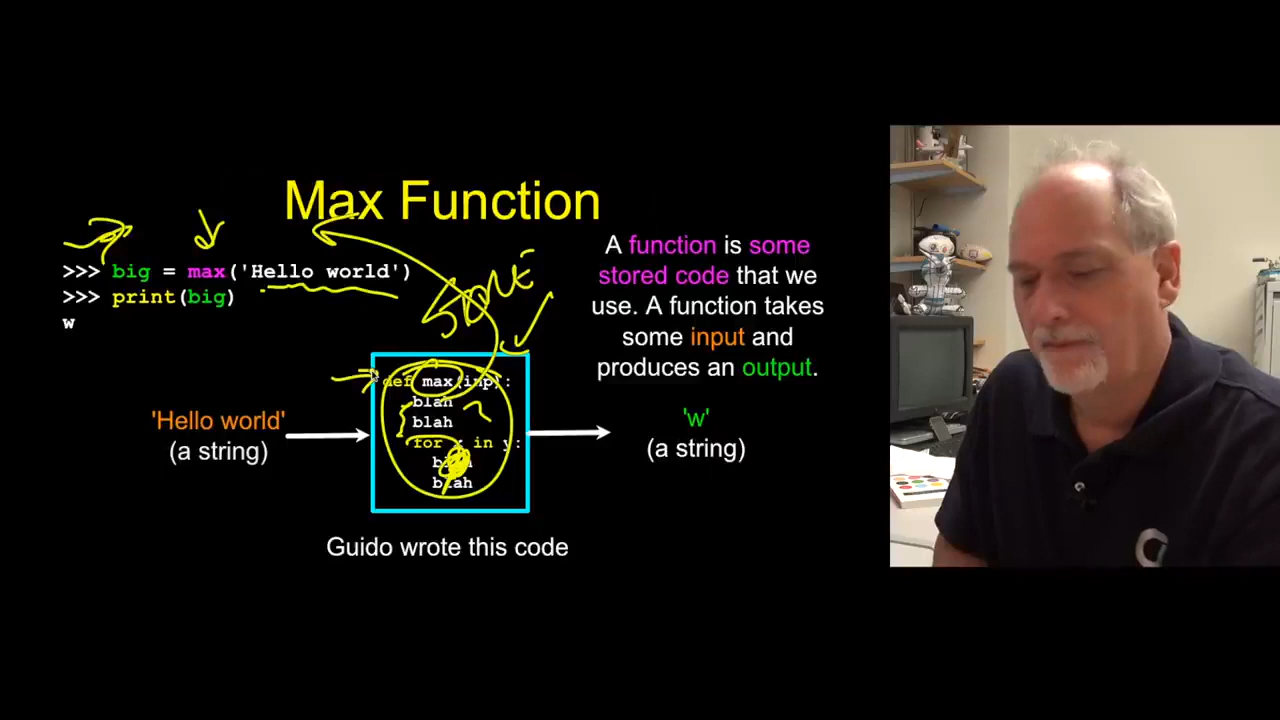 Max Function
>>> big = max('Hello world')
>>> print(big)
w
A function is some
stored code that we
use. A function takes
some input and
produces an output.
'Hello world'
(a string)
def max(inp):
blah
blah
for x in y:
blah
blah
'w'
(a string)
Guido wrote this code